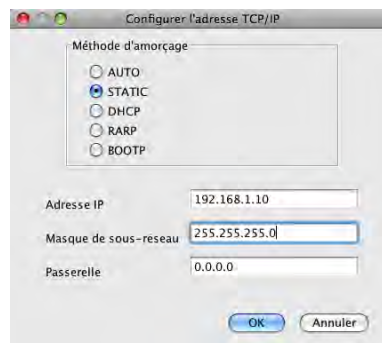 Configurer l'adresse TCP/IP
Méthode d'amorçage
AUTO
STATIC
DHCP
RARP
BOOTP
Adresse IP 192.168.1.10
Masque de sous-reseau 255.255.255.0
Passerelle 0.0.0.0
OK Annuler